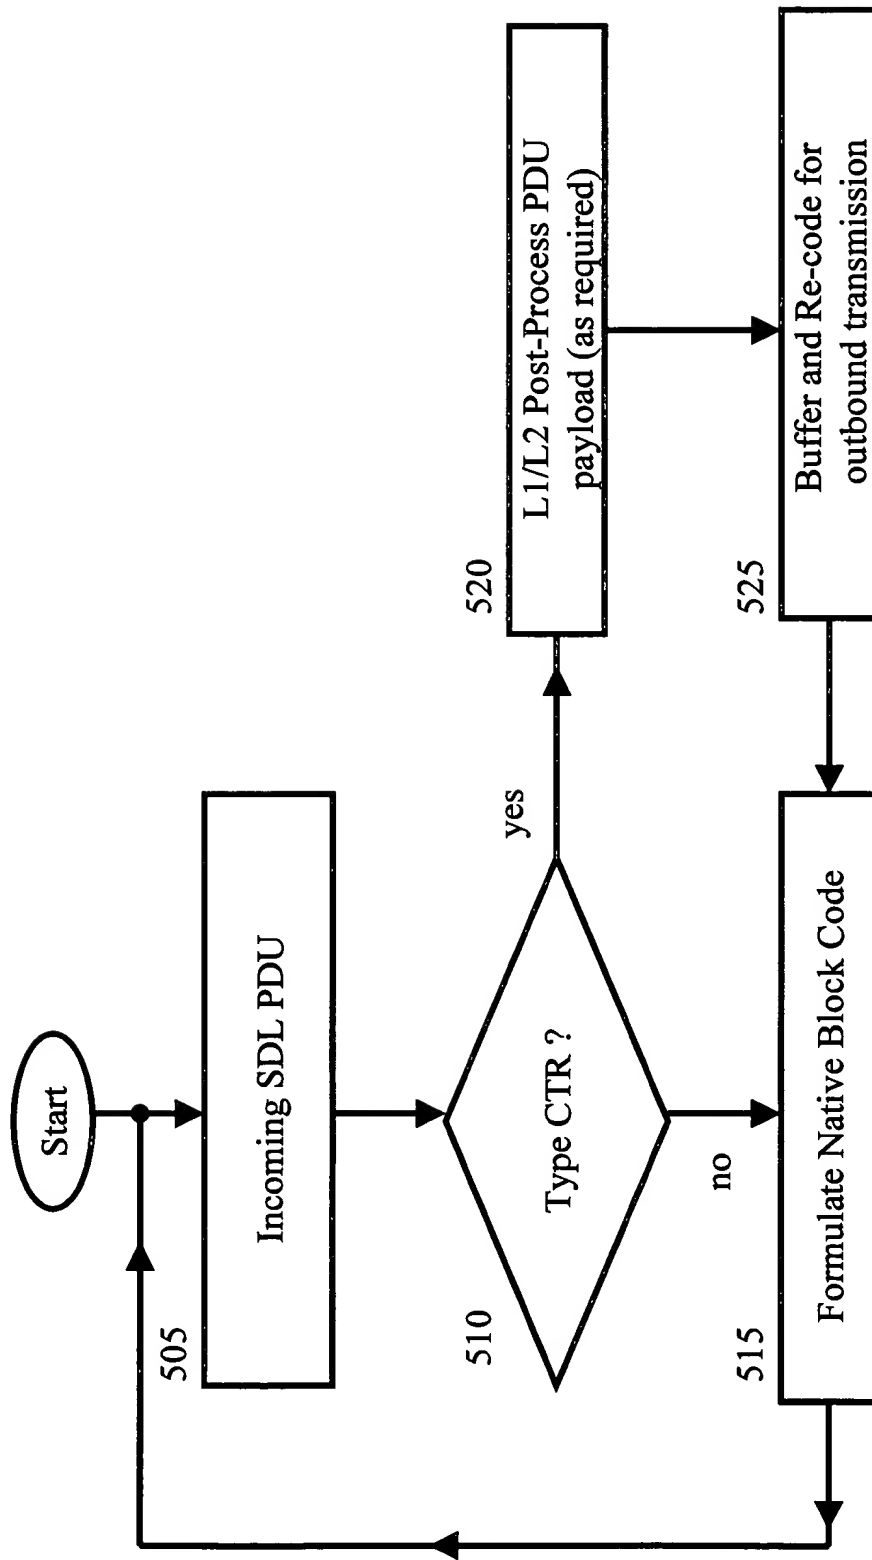 Start
505
Incoming SDL PDU
510
Type CTR ?
yes
no
520
L1/L2 Post-Process PDU
payload (as required)
515
Formulate Native Block Code
525
Buffer and Re-code for
outbound transmission